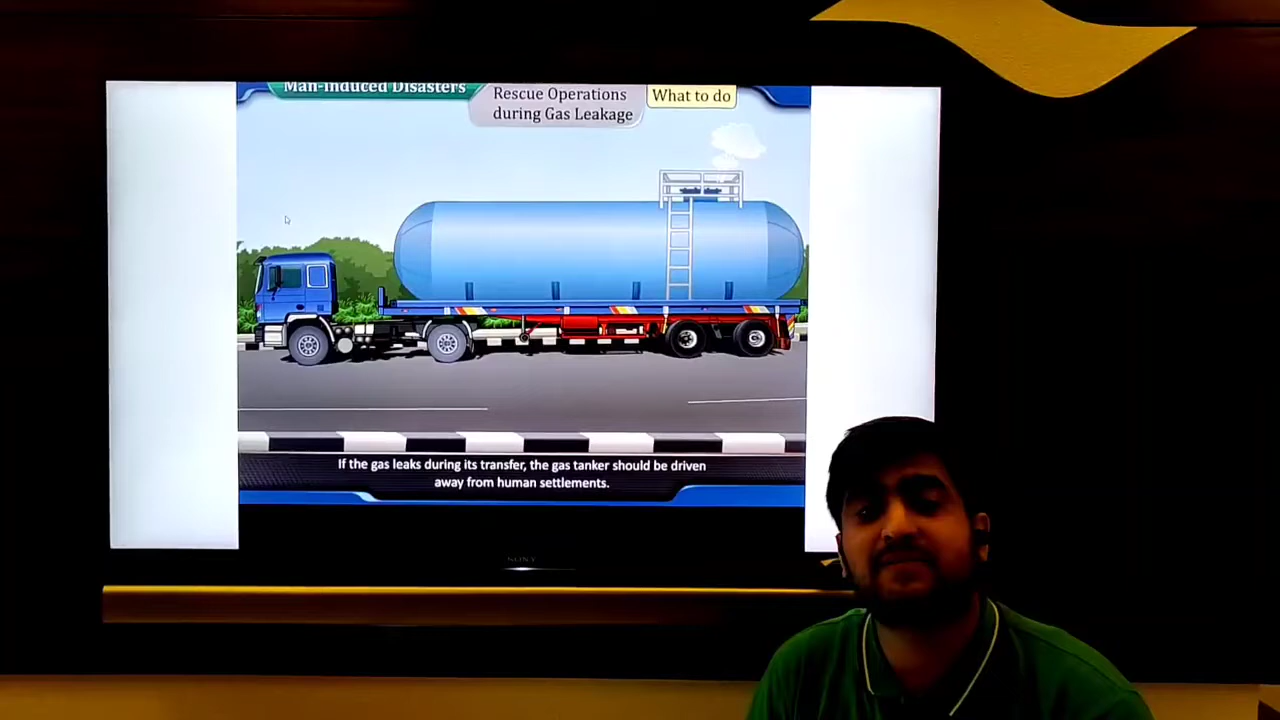 Man-induced Disasters
Rescue Operations
during Gas Leakage
What to do
If the gas leaks during its transfer, the gas tanker should be driven
away from human settlements.
SONY